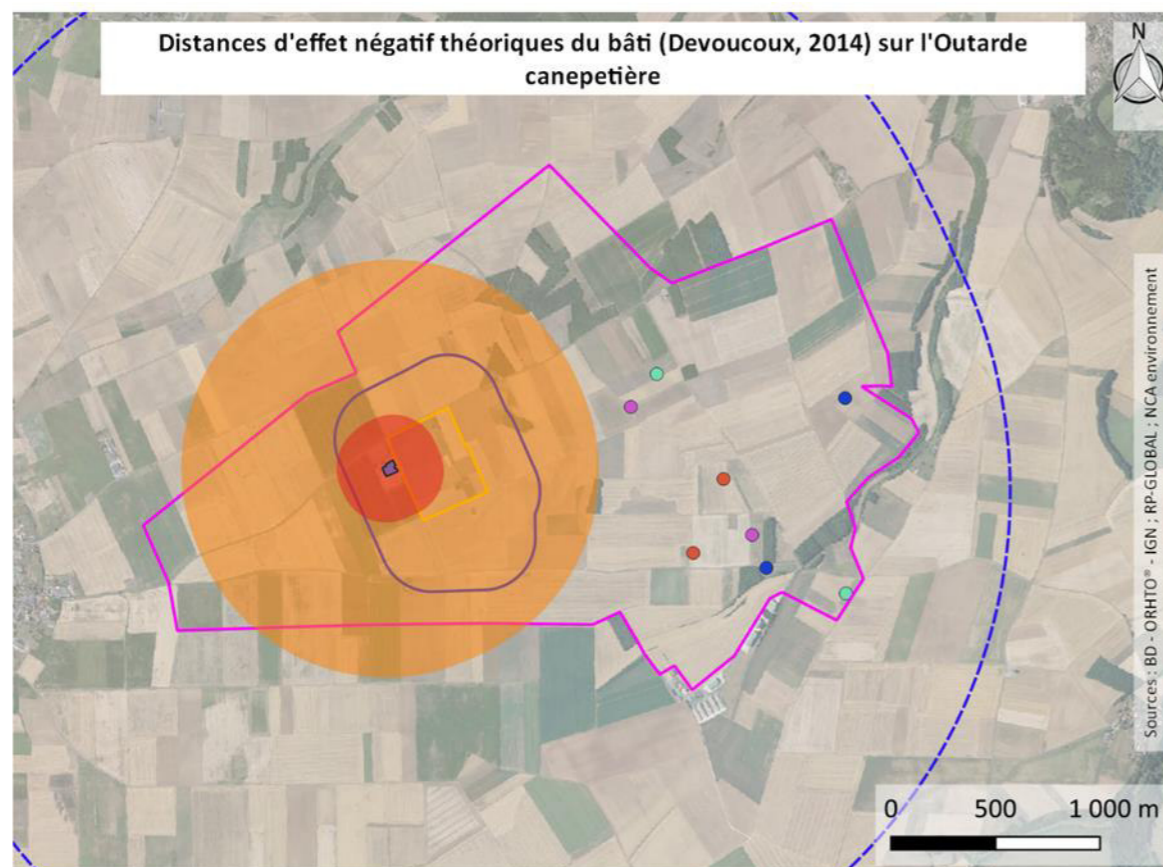 Distances d'effet négatif théoriques du bâti (Devoucoux, 2014) sur l'Outarde
canepetière
N
Sources : BD - ORHTO® - IGN ; RP-GLOBAL ; NCA environnement
0 500 1 000 m